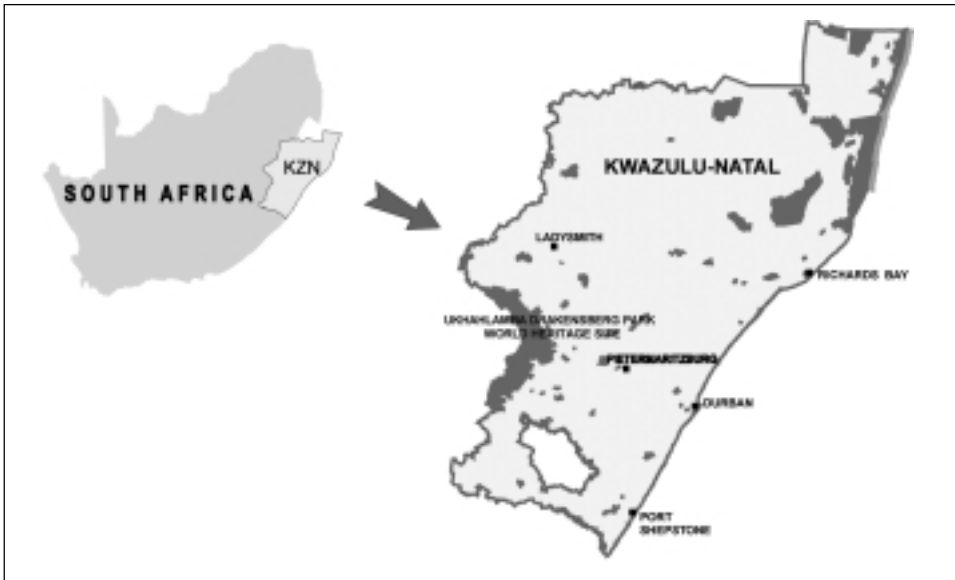 KZN
SOUTH AFRICA
KWAZULU-NATAL
LADYSMITH
RICHARDS BAY
UKHAHLAMBA DRAKENSBERG PARK
WORLD HERITAGE SITE
PIETERMARITZBURG
DURBAN
PORT
SHEPSTONE